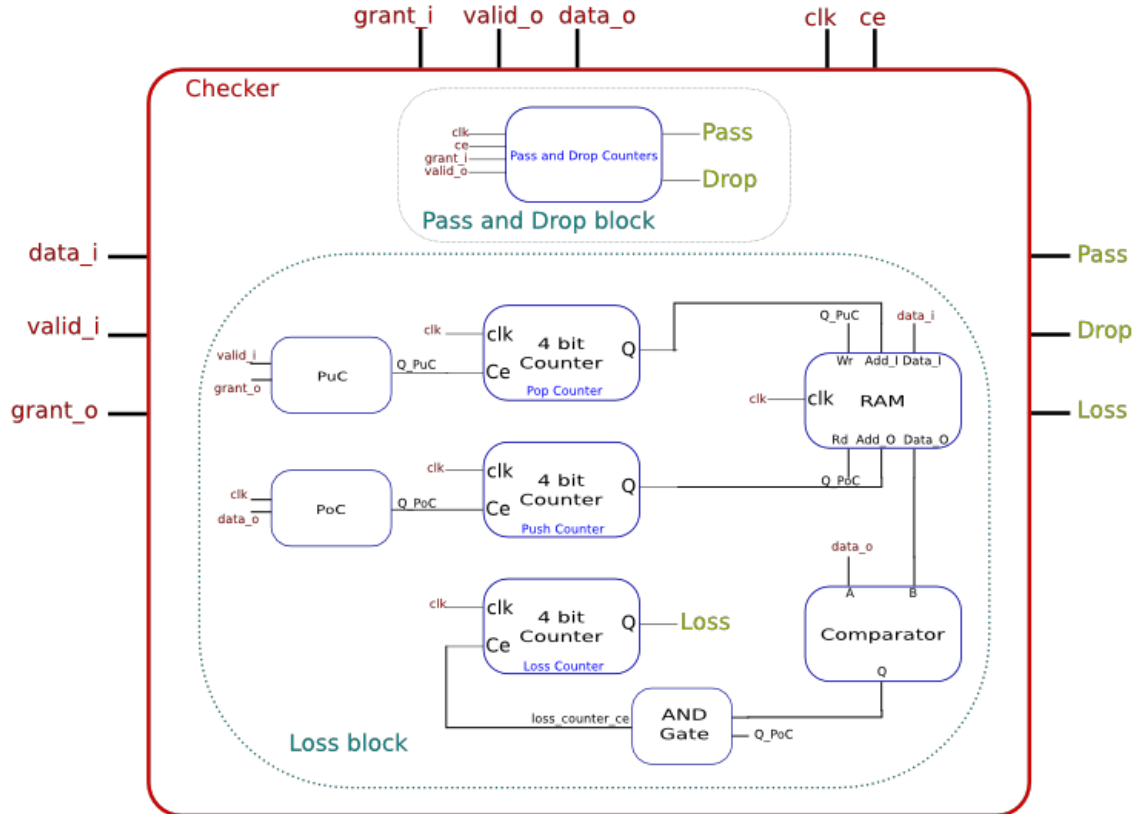 grant_i valid_o data_o clk ce
Checker
clk
ce
grant_i
valid_o
Pass and Drop Counters
Pass
Drop
Pass and Drop block
data_i
valid_i
grant_o
Pass
Drop
Loss
valid_i
grant_o
PuC
Q_PuC
clk
clk
Ce
4 bit
Counter
Pop Counter
Q
Q_PuC
data_i
Wr Add_I Data_I
clk
clk
RAM
Rd Add_O Data_O
Q_PoC
clk
data_o
PoC
Q_PoC
clk
clk
Ce
4 bit
Counter
Push Counter
Q
clk
clk
Ce
4 bit
Counter
Loss Counter
Q
Loss
data_o
A B
Comparator
Q
loss_counter_ce
AND
Gate
Q_PoC
Loss block